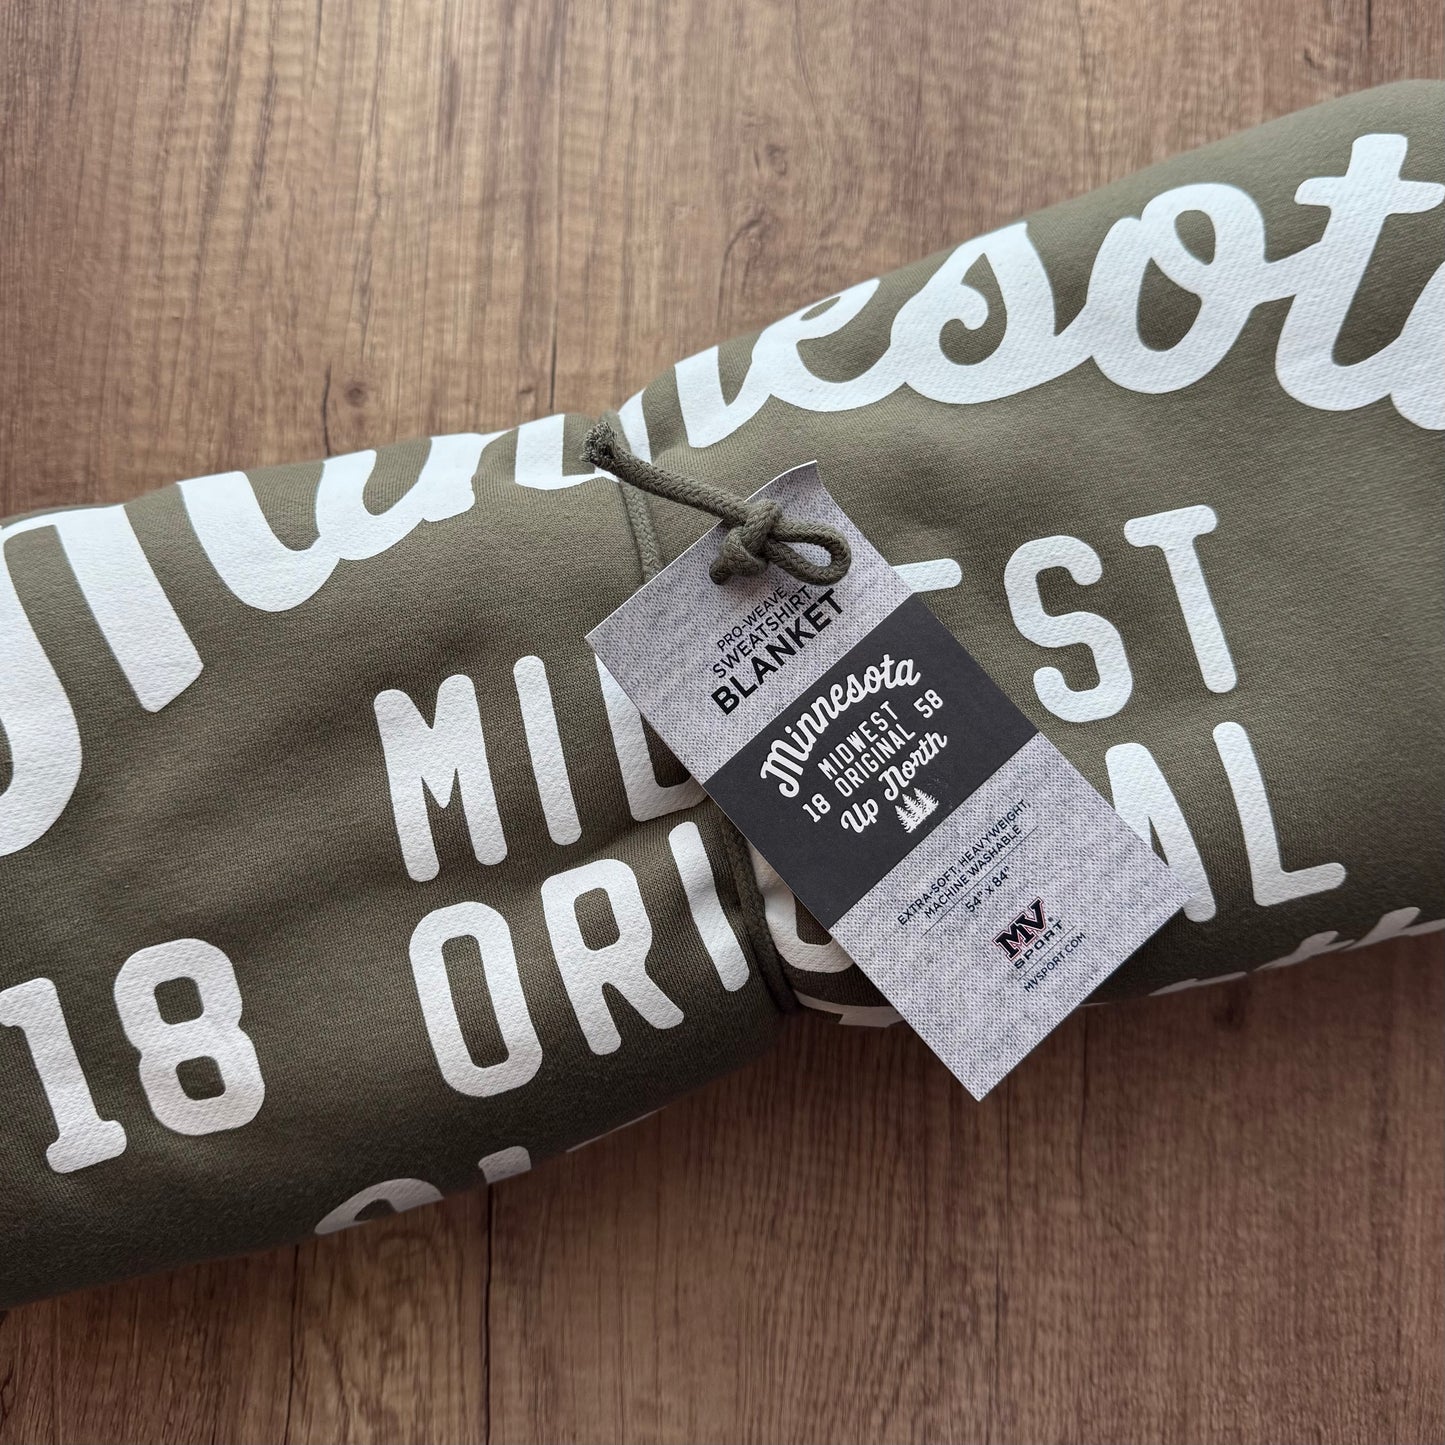 Minnesota
MIDWEST
18 ORIGINAL
PRO-WEAVE
SWEATSHIRT
BLANKET
Minnesota
MIDWEST
18 ORIGINAL 58
Up North
EXTRA-SOFT, HEAVYWEIGHT,
MACHINE WASHABLE
54" X 84"
MV
SPORT
MVSPORT.COM